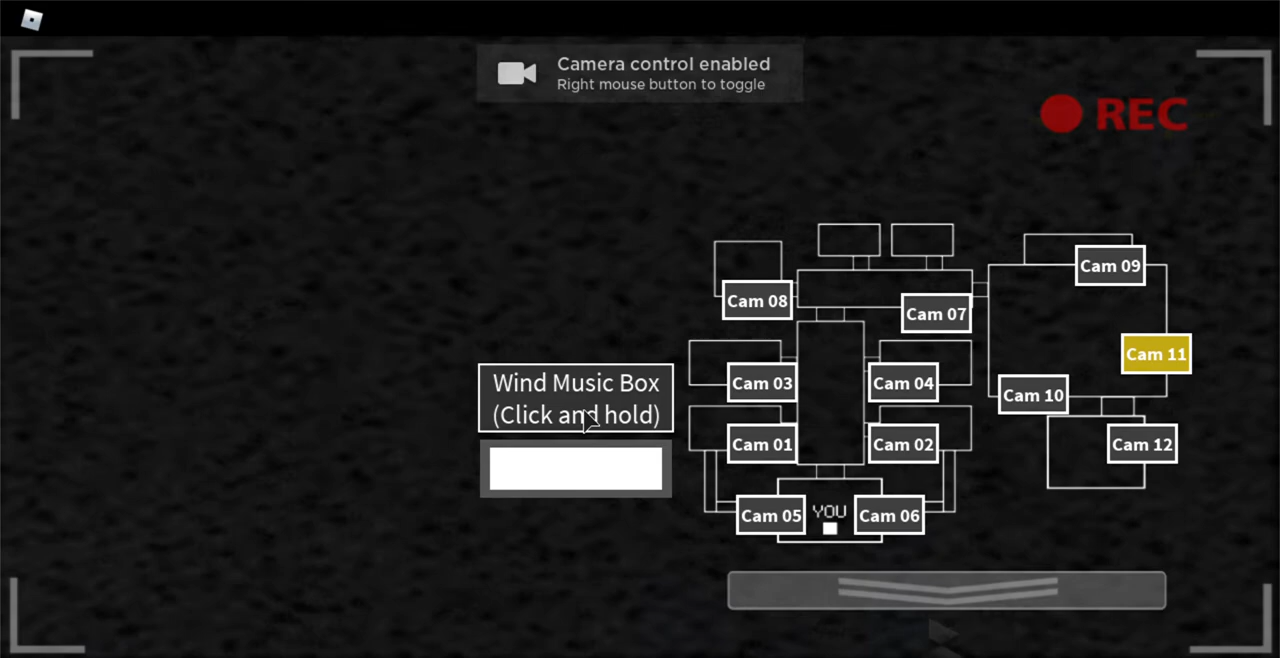 Camera control enabled
Right mouse button to toggle
REC
Cam 09
Cam 08
Cam 07
Cam 11
Wind Music Box
(Click and hold)
Cam 03
Cam 04
Cam 10
Cam 01
Cam 02
Cam 12
Cam 05
YOU
Cam 06